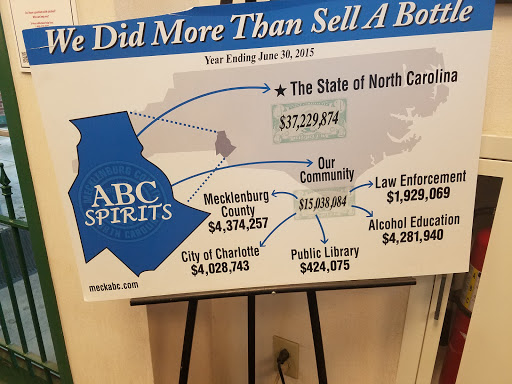 We Did More Than Sell A Bottle
Year Ending June 30, 2015
★ The State of North Carolina
$37,229,874
Our
Community
$15,038,084
ABC
SPIRITS
Mecklenburg
County
$4,374,257
Law Enforcement
$1,929,069
Alcohol Education
$4,281,940
City of Charlotte
$4,028,743
Public Library
$424,075
meckabc.com